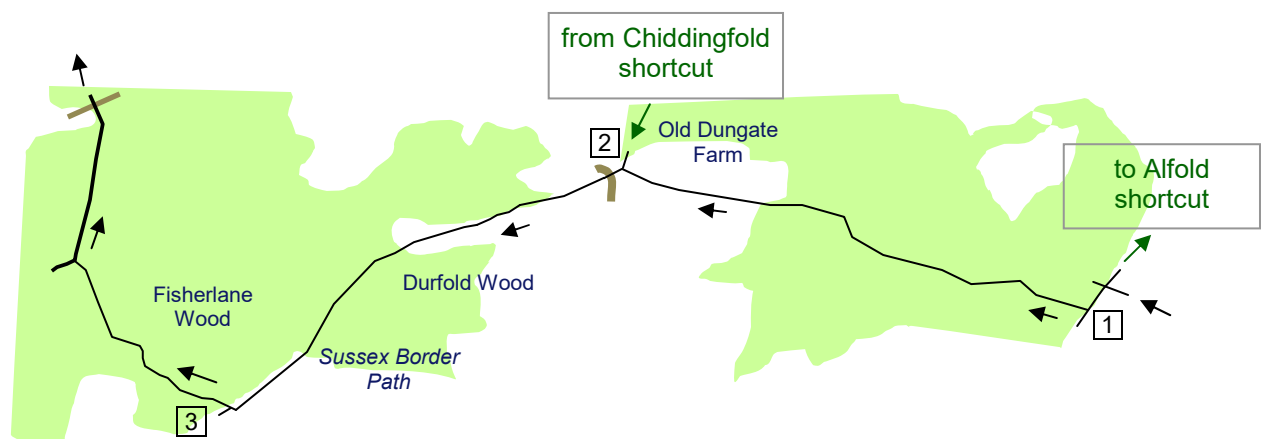 from Chiddingfold
shortcut
2
Old Dungate
Farm
to Alfold
shortcut
Durfold Wood
Fisherlane
Wood
1
Sussex Border
Path
3